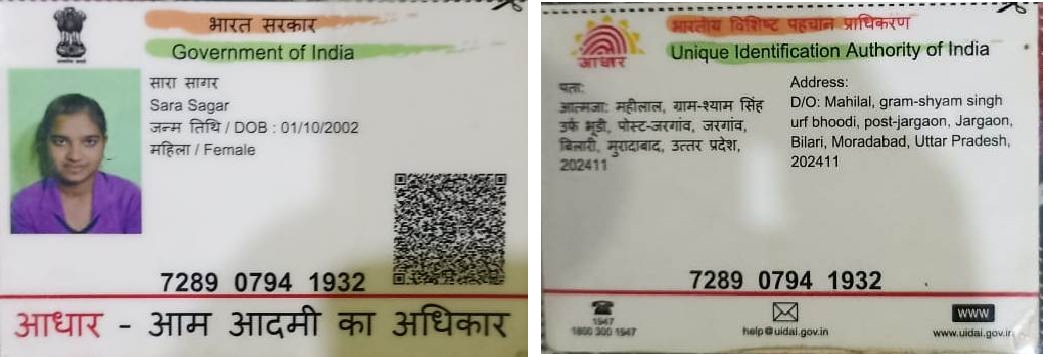 भारत सरकार
Government of India
सारा सागर
Sara Sagar
जन्म तिथि / DOB : 01/10/2002
महिला / Female
7289 0794 1932
आधार - आम आदमी का अधिकार
भारतीय विशिष्ट पहचान प्राधिकरण
Unique Identification Authority of India
आधार
पता:
आत्मजा: महीलाल, ग्राम-श्याम सिंह
उर्फ भूडी, पोस्ट-जरगांव, जरगांव,
बिलारी, मुरादाबाद, उत्तर प्रदेश,
202411
Address:
D/O: Mahilal, gram-shyam singh
urf bhoodi, post-jargaon, Jargaon,
Bilari, Moradabad, Uttar Pradesh,
202411
7289 0794 1932
1947
1800 300 1947
help@uidai.gov.in
www
www.uidai.gov.in